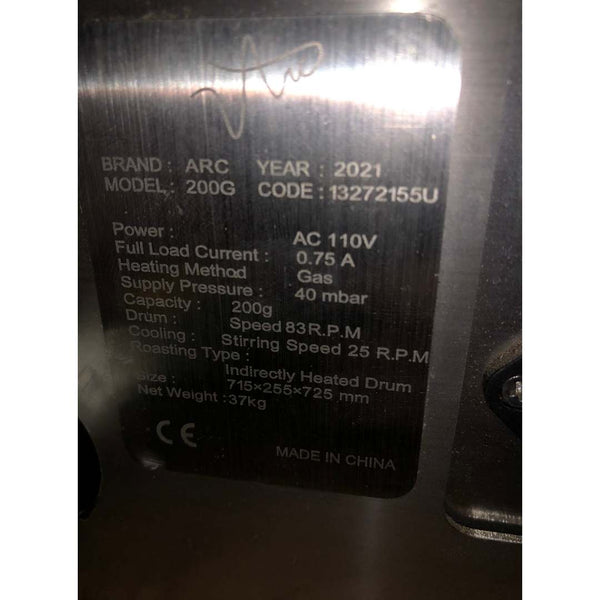 Arc
BRAND : ARC YEAR : 2021
MODEL : 200G CODE : 13272155U
Power : AC 110V
Full Load Current : 0.75 A
Heating Method Gas
Supply Pressure : 40 mbar
Capacity : 200g
Drum : Speed 83 R.P.M
Cooling : Stirring Speed 25 R.P.M
Roasting Type : Indirectly Heated Drum
Size : 715×255×725 mm
Net Weight : 37kg
CE
MADE IN CHINA